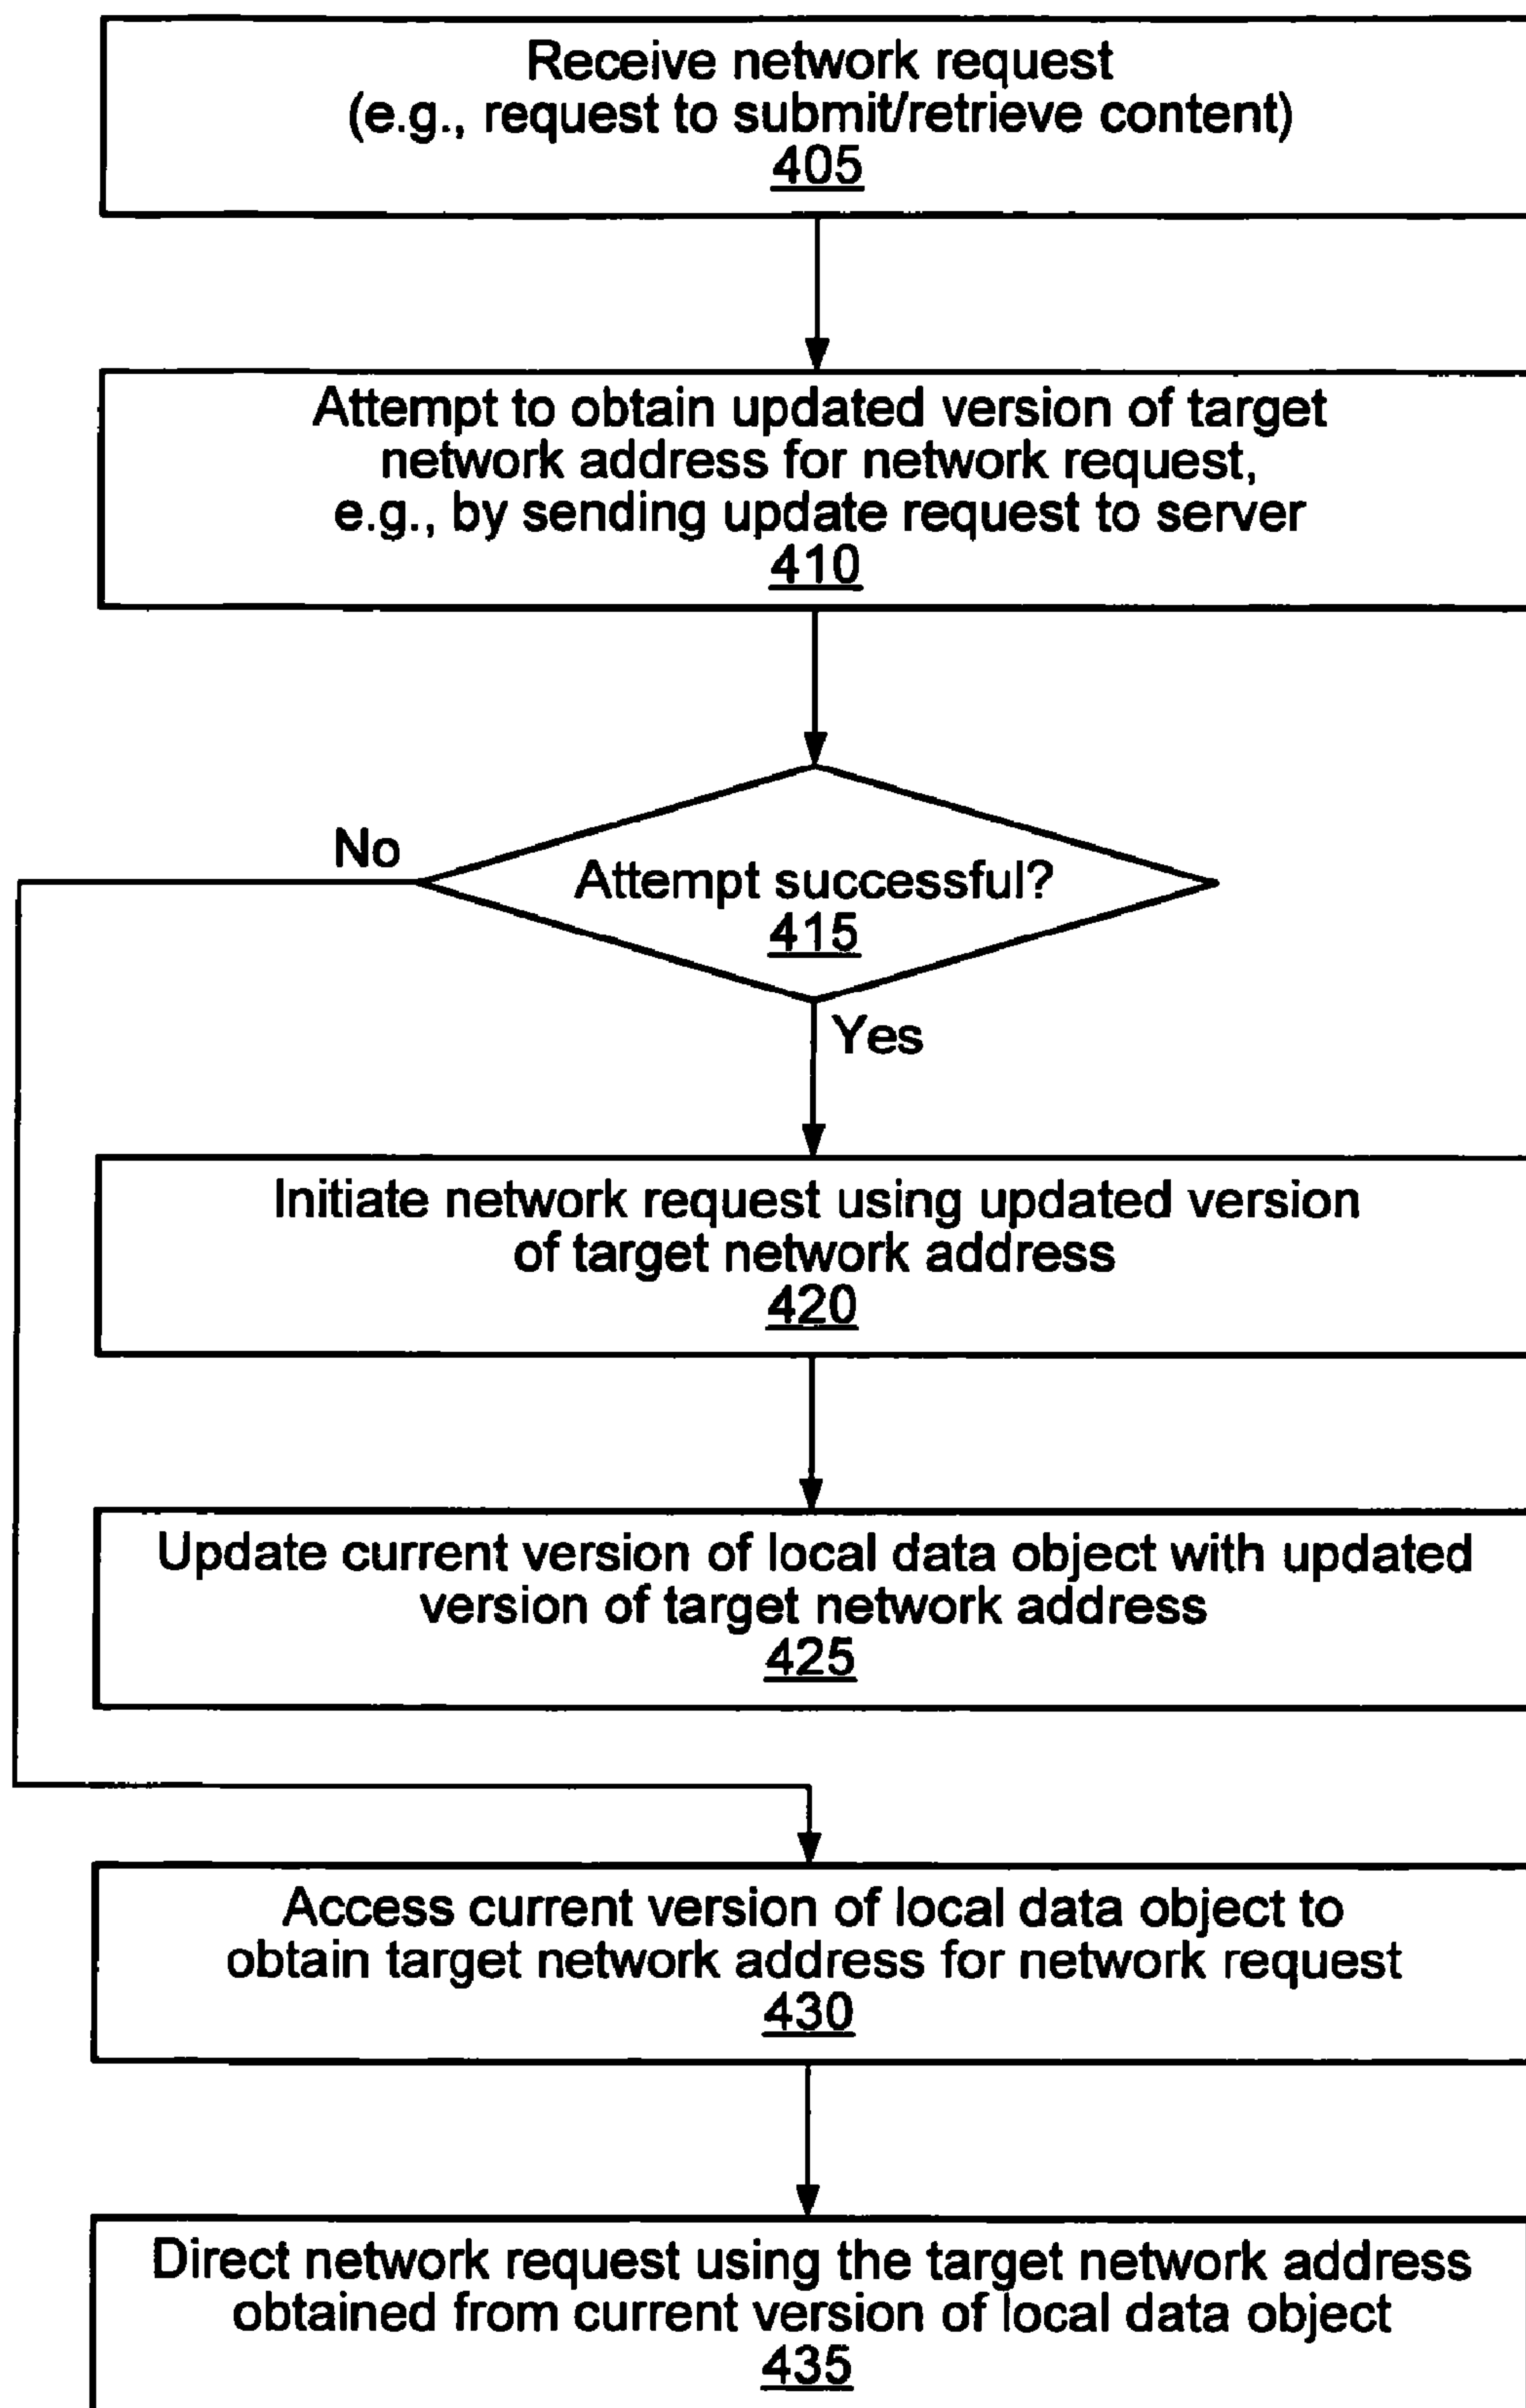 Receive network request
(e.g., request to submit/retrieve content)
405
Attempt to obtain updated version of target
network address for network request,
e.g., by sending update request to server
410
No
Attempt successful?
415
Yes
Initiate network request using updated version
of target network address
420
Update current version of local data object with updated
version of target network address
425
Access current version of local data object to
obtain target network address for network request
430
Direct network request using the target network address
obtained from current version of local data object
435